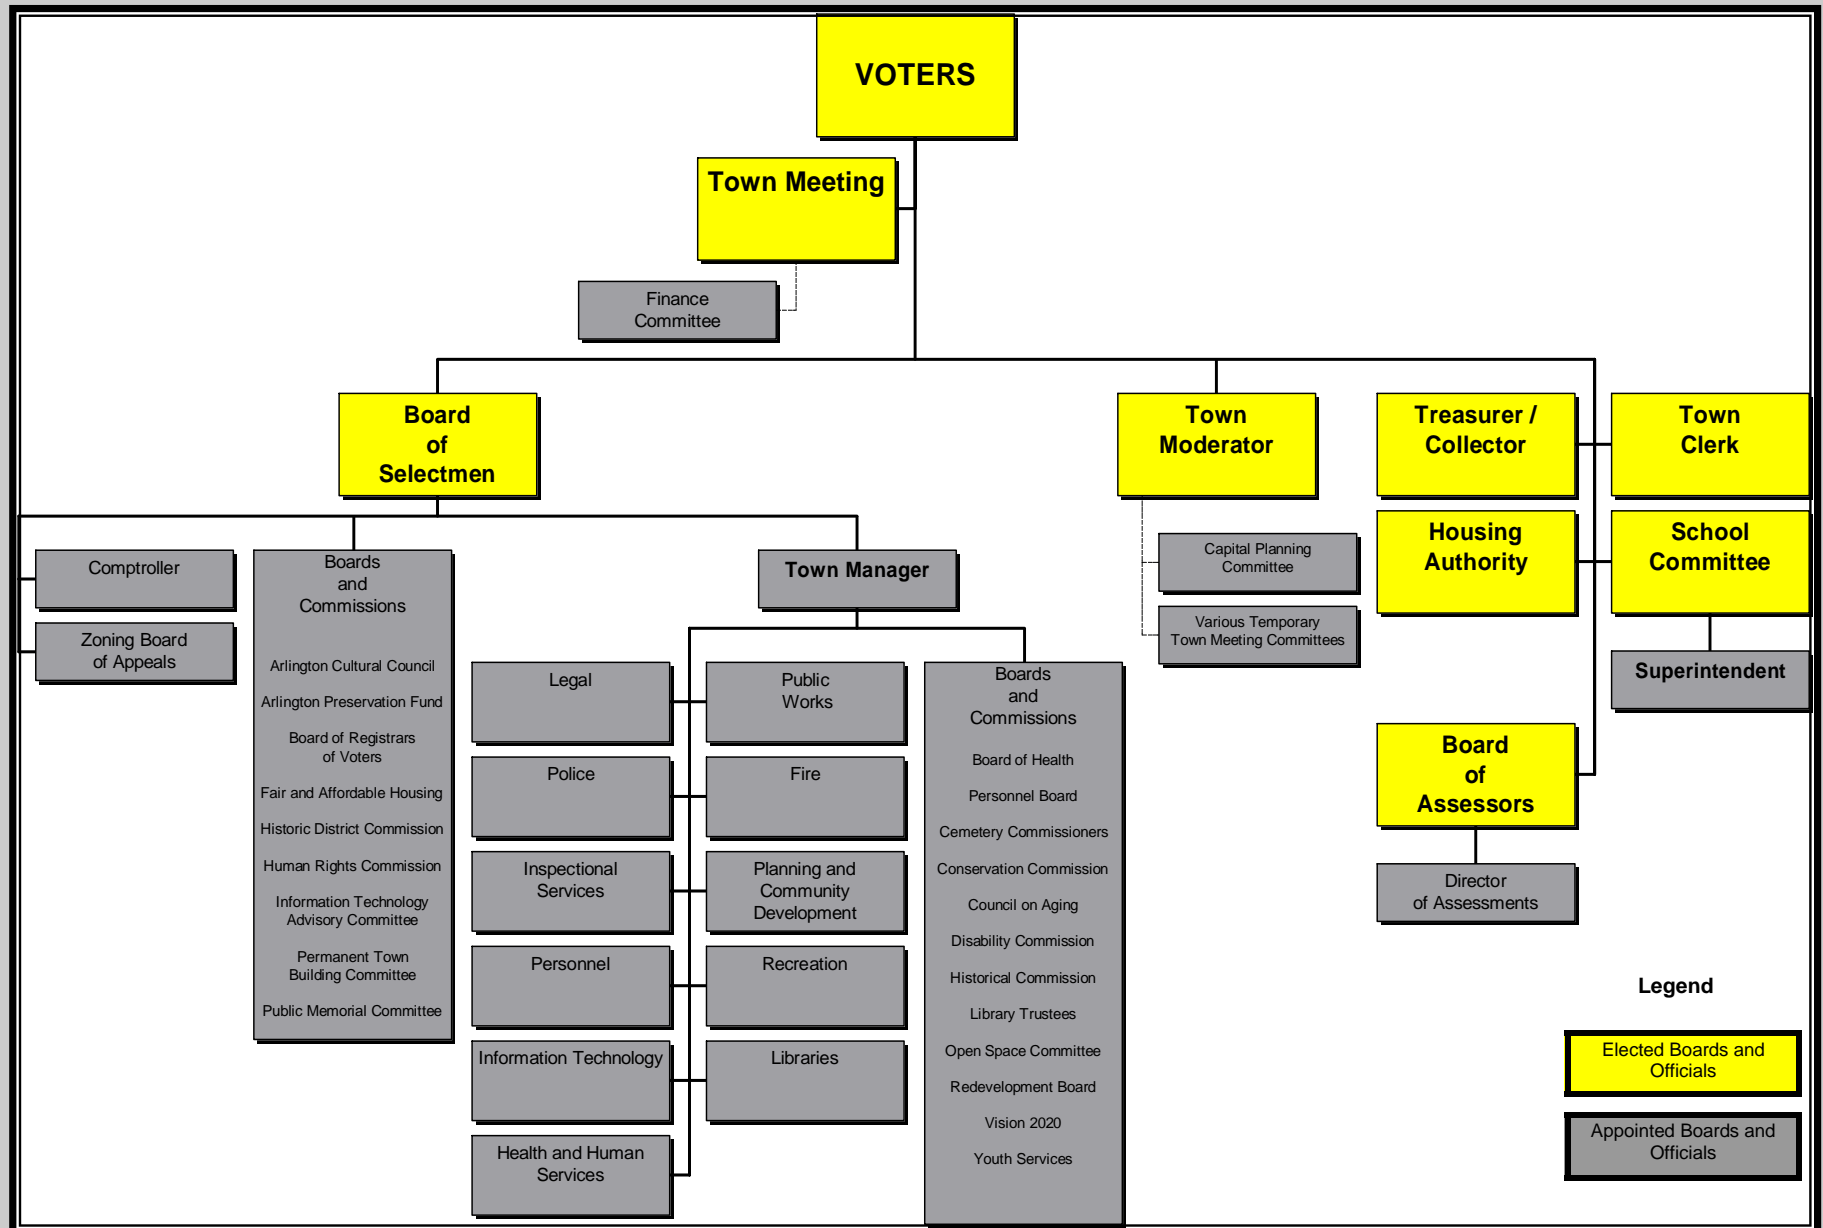 VOTERS
Town Meeting
Finance
Committee
Board
of
Selectmen
Town
Moderator
Treasurer /
Collector
Town
Clerk
Housing
Authority
School
Committee
Capital Planning
Committee
Various Temporary
Town Meeting Committees
Superintendent
Board
of
Assessors
Director
of Assessments
Comptroller
Zoning Board
of Appeals
Boards
and
Commissions
Arlington Cultural Council
Arlington Preservation Fund
Board of Registrars
of Voters
Fair and Affordable Housing
Historic District Commission
Human Rights Commission
Information Technology
Advisory Committee
Permanent Town
Building Committee
Public Memorial Committee
Town Manager
Legal
Public
Works
Police
Fire
Inspectional
Services
Planning and
Community
Development
Personnel
Recreation
Information Technology
Libraries
Health and Human
Services
Boards
and
Commissions
Board of Health
Personnel Board
Cemetery Commissioners
Conservation Commission
Council on Aging
Disability Commission
Historical Commission
Library Trustees
Open Space Committee
Redevelopment Board
Vision 2020
Youth Services
Legend
Elected Boards and
Officials
Appointed Boards and
Officials